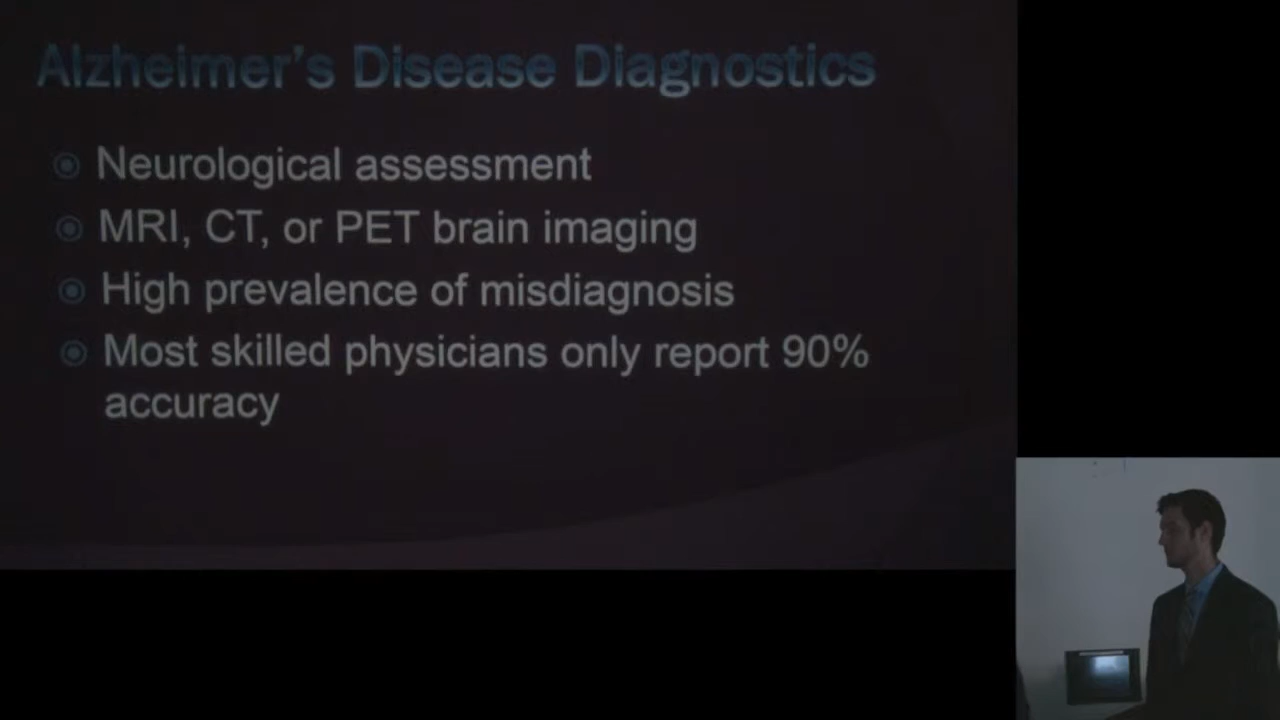 Alzheimer's Disease Diagnostics
Neurological assessment
MRI, CT, or PET brain imaging
High prevalence of misdiagnosis
Most skilled physicians only report 90%
accuracy